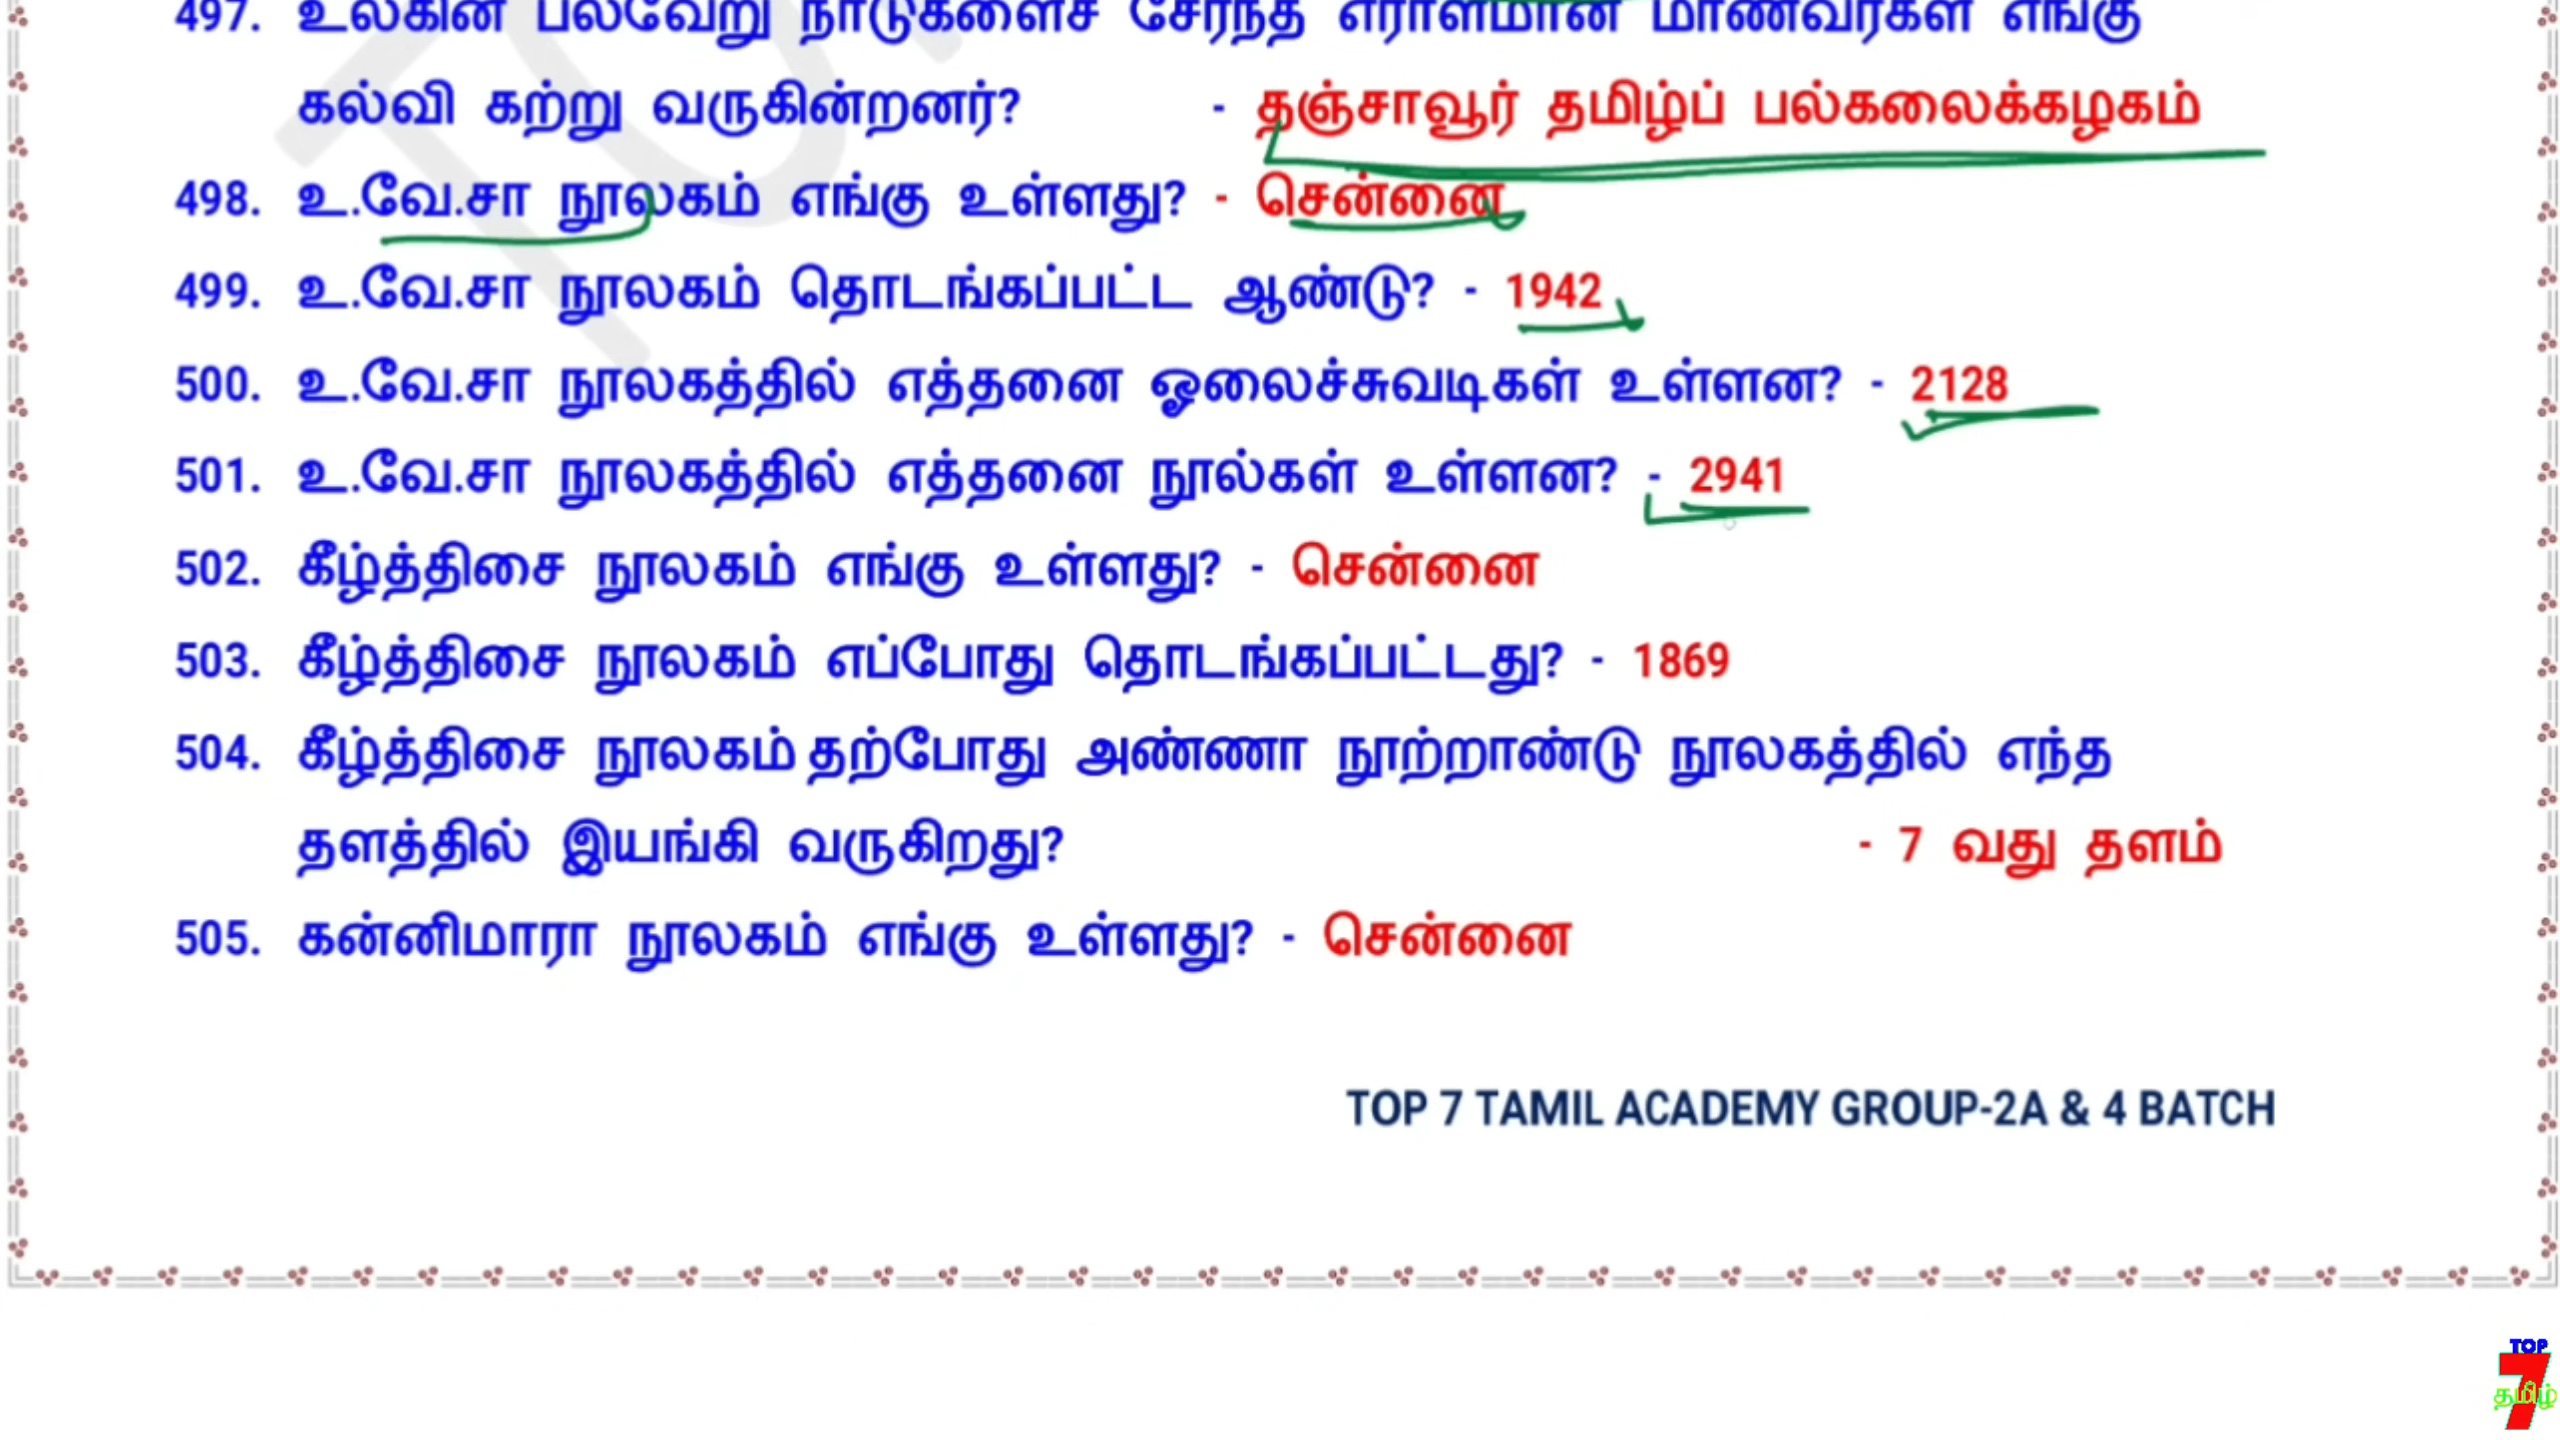 497. உலகின் பல்வேறு நாடுகளைச் சேர்ந்த ஏராளமான மாணவர்கள் எங்கு
கல்வி கற்று வருகின்றனர்? - தஞ்சாவூர் தமிழ்ப் பல்கலைக்கழகம்
498. உ.வே.சா நூலகம் எங்கு உள்ளது? - சென்னை
499. உ.வே.சா நூலகம் தொடங்கப்பட்ட ஆண்டு? - 1942
500. உ.வே.சா நூலகத்தில் எத்தனை ஓலைச்சுவடிகள் உள்ளன? - 2128
501. உ.வே.சா நூலகத்தில் எத்தனை நூல்கள் உள்ளன? - 2941
502. கீழ்த்திசை நூலகம் எங்கு உள்ளது? - சென்னை
503. கீழ்த்திசை நூலகம் எப்போது தொடங்கப்பட்டது? - 1869
504. கீழ்த்திசை நூலகம் தற்போது அண்ணா நூற்றாண்டு நூலகத்தில் எந்த
தளத்தில் இயங்கி வருகிறது? - 7 வது தளம்
505. கன்னிமாரா நூலகம் எங்கு உள்ளது? - சென்னை
TOP 7 TAMIL ACADEMY GROUP-2A & 4 BATCH
TOP
7
தமிழ்